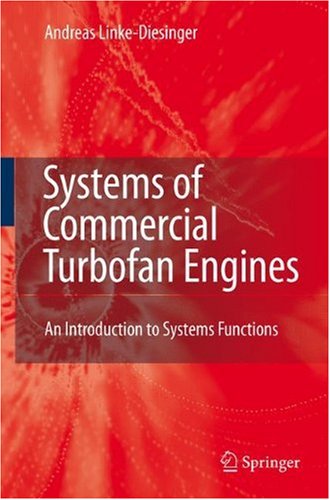 Andreas Linke-Diesinger
Systems of
Commercial
Turbofan Engines
An Introduction to Systems Functions
Springer